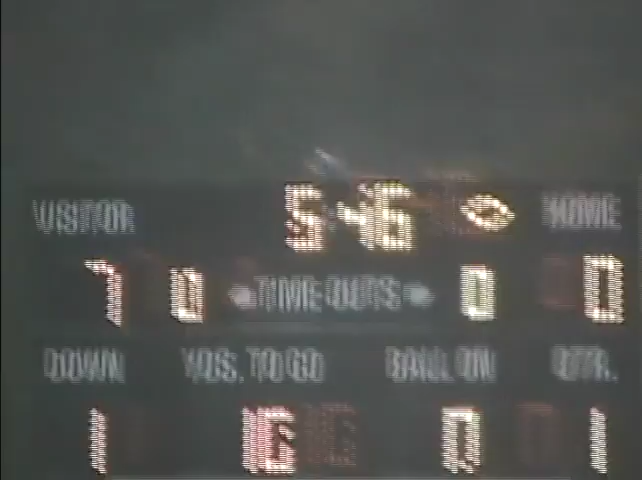 VISITOR 5:46 HOME
7 0 TIME OUTS 0 0
DOWN YDS. TO GO BALL ON QTR.
1 0 1